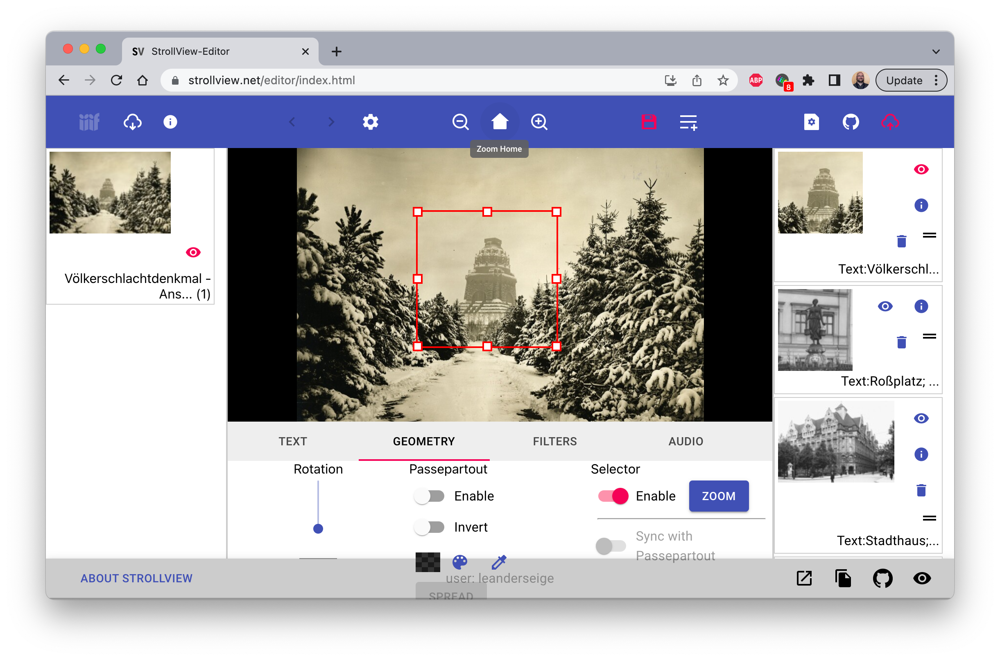 SV StrollView-Editor
strollview.net/editor/index.html
ABP
8
Update
iiif
Zoom Home
Völkerschlachtdenkmal -
Ans... (1)
Text:Völkerschl...
Text:Roßplatz; ...
Text:Stadthaus;...
TEXT
GEOMETRY
FILTERS
AUDIO
Rotation
Passepartout
Selector
Enable
Enable
ZOOM
Invert
Sync with
Passepartout
ABOUT STROLLVIEW
user: leanderseige
SPREAD